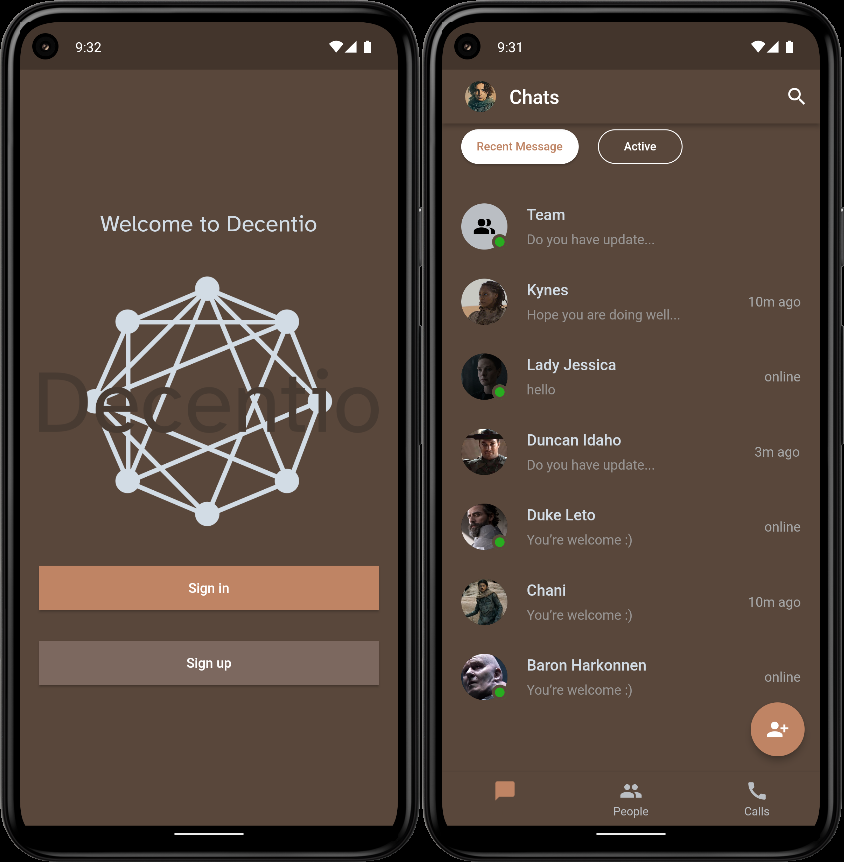 9:32
Welcome to Decentio
Decentio
Sign in
Sign up
9:31
Chats
Recent Message
Active
Team
Do you have update...
Kynes
10m ago
Hope you are doing well...
Lady Jessica
online
hello
Duncan Idaho
3m ago
Do you have update...
Duke Leto
online
You're welcome :)
Chani
10m ago
You're welcome :)
Baron Harkonnen
online
You're welcome :)
People
Calls